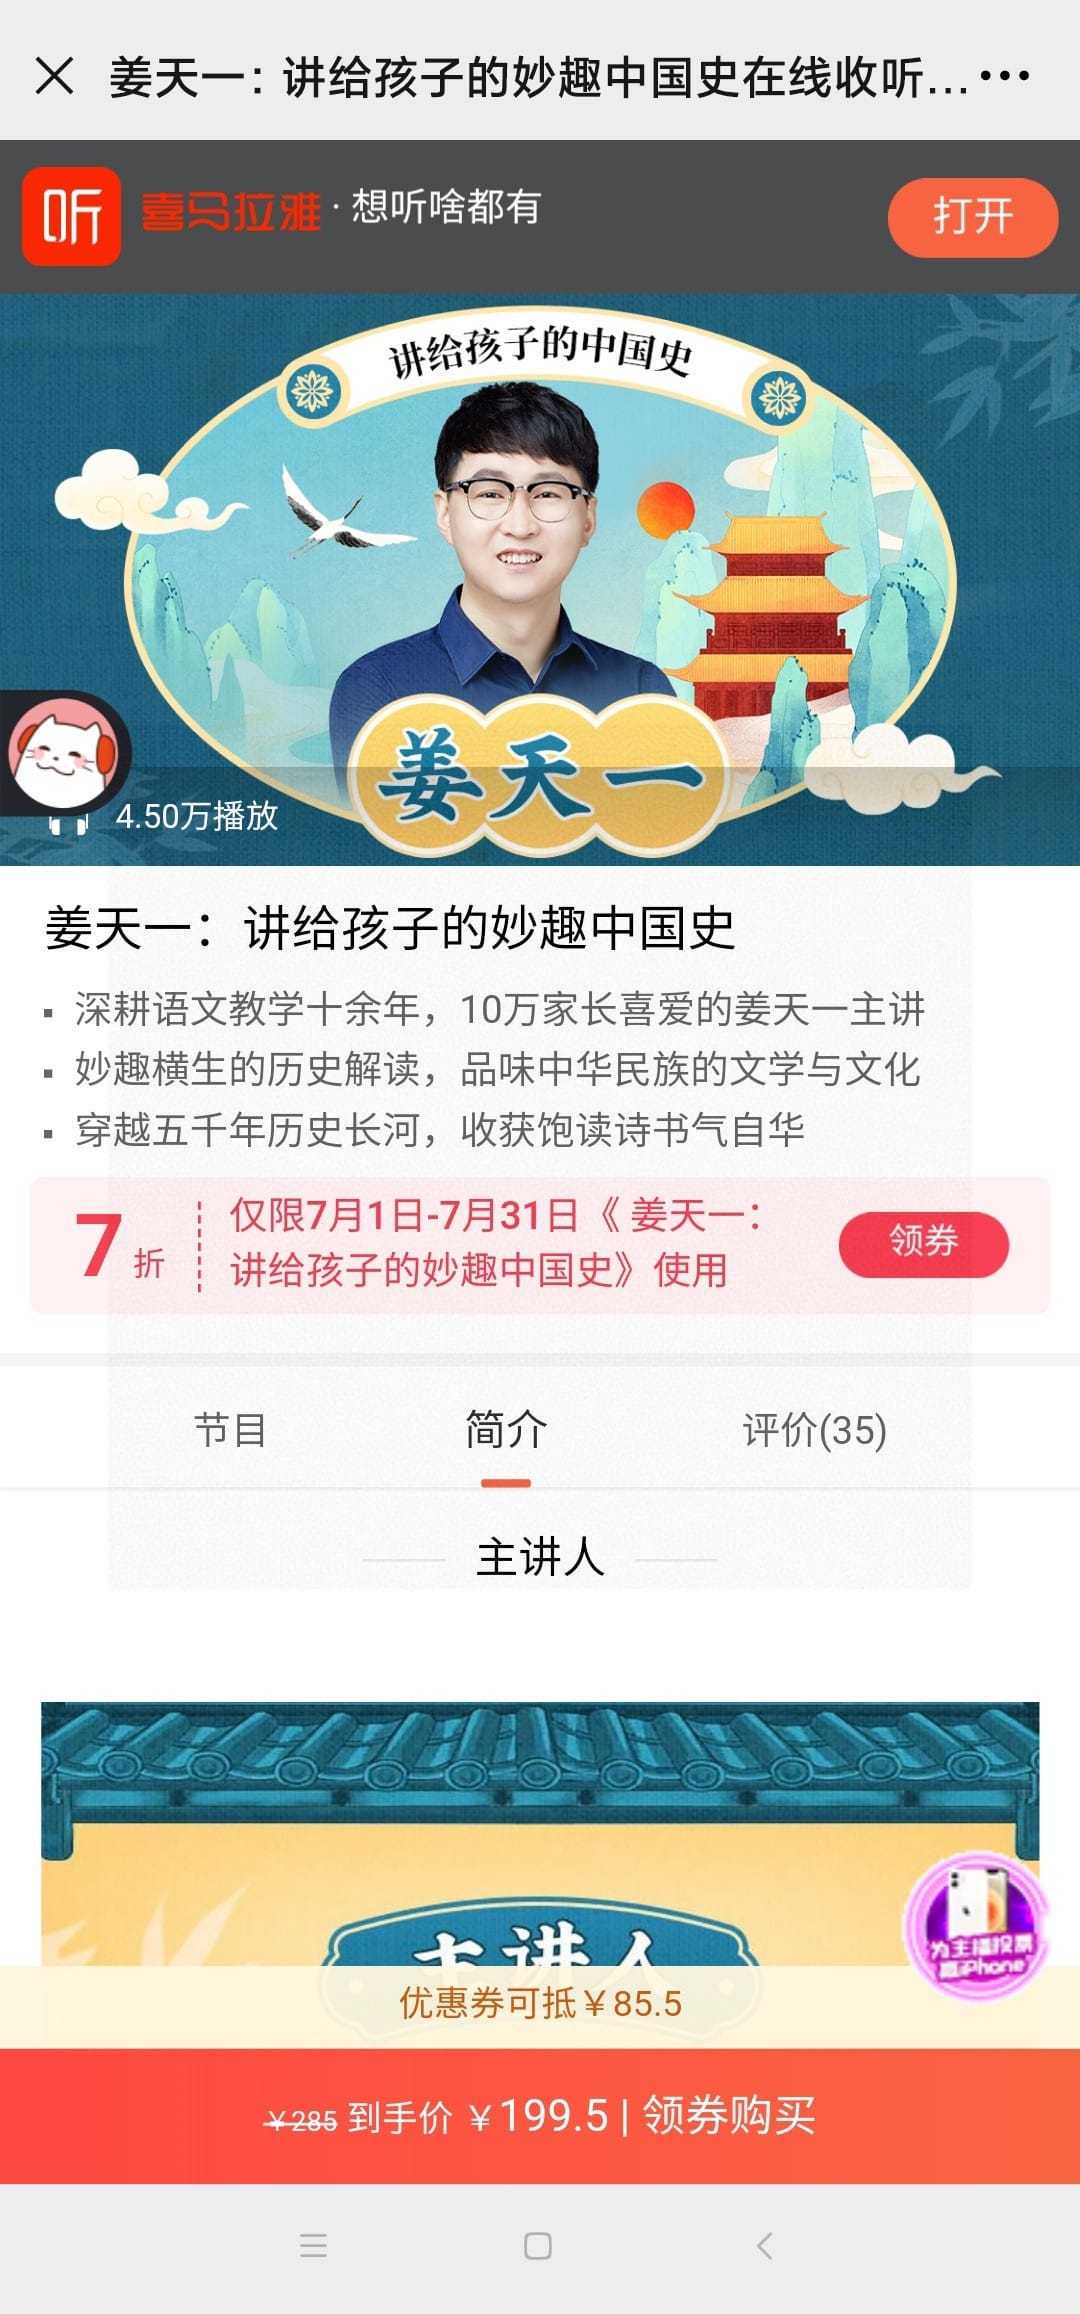 姜天一：讲给孩子的妙趣中国史在线收听...
听 喜马拉雅 · 想听啥都有 打开
讲给孩子的中国史
姜天一
4.50万播放
姜天一：讲给孩子的妙趣中国史
▪ 深耕语文教学十余年，10万家长喜爱的姜天一主讲
▪ 妙趣横生的历史解读，品味中华民族的文学与文化
▪ 穿越五千年历史长河，收获饱读诗书气自华
7折 仅限7月1日-7月31日《 姜天一：
讲给孩子的妙趣中国史》使用
领券
节目 简介 评价(35)
主讲人
主讲人
为主播投票
赢iPhone
优惠券可抵￥85.5
￥285 到手价 ￥199.5 | 领券购买